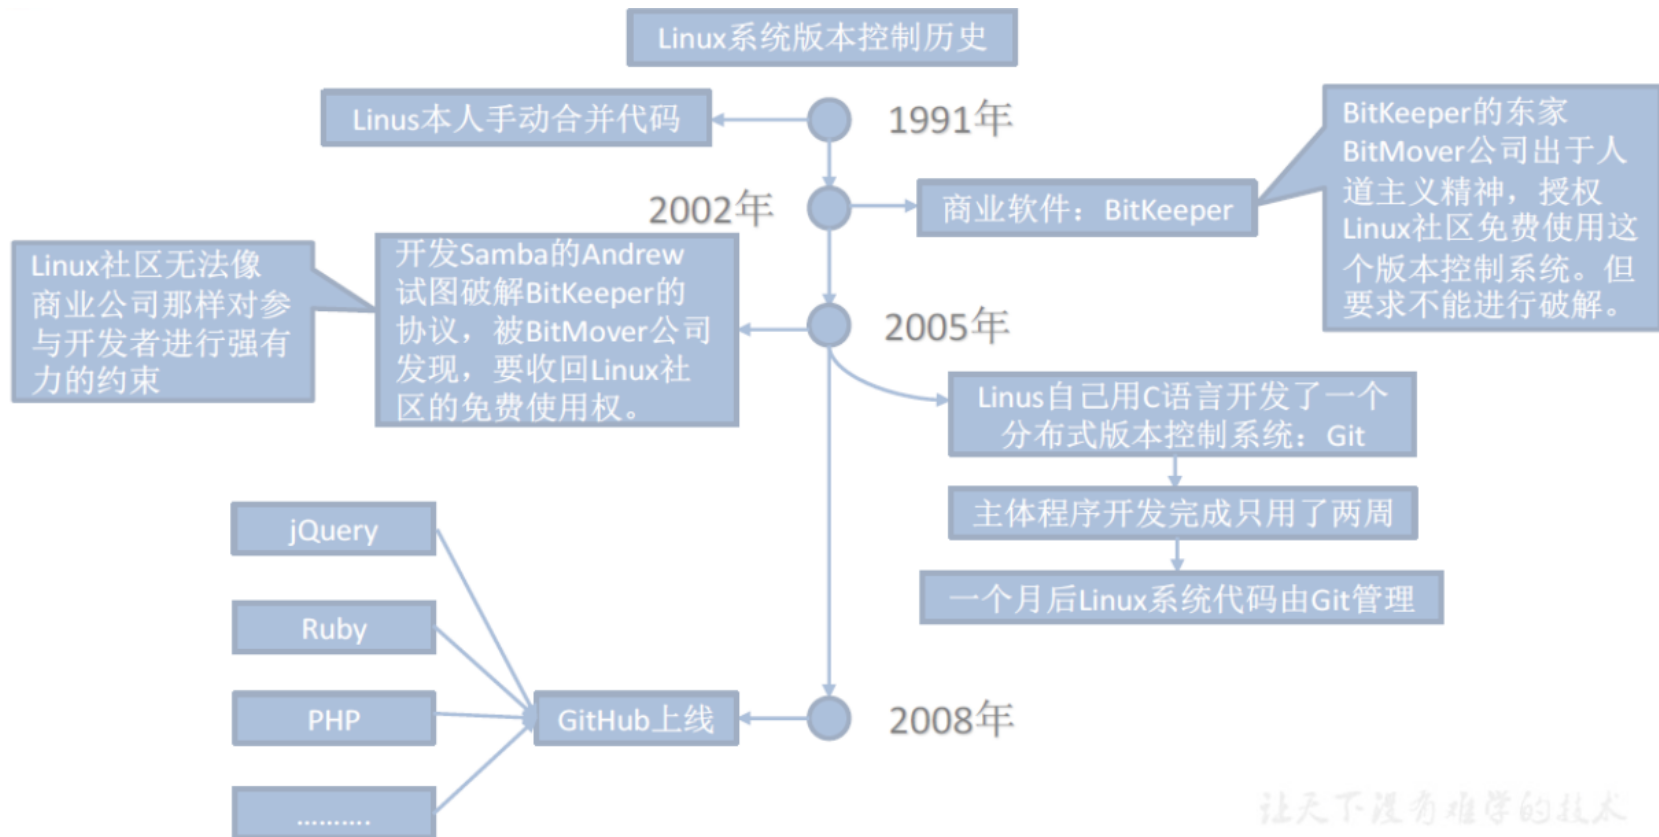 Linux系统版本控制历史
Linus本人手动合并代码
1991年
2002年
商业软件：BitKeeper
BitKeeper的东家
BitMover公司出于人
道主义精神，授权
Linux社区免费使用这
个版本控制系统。但
要求不能进行破解。
Linux社区无法像
商业公司那样对参
与开发者进行强有
力的约束
开发Samba的Andrew
试图破解BitKeeper的
协议，被BitMover公司
发现，要收回Linux社
区的免费使用权。
2005年
Linus自己用C语言开发了一个
分布式版本控制系统：Git
主体程序开发完成只用了两周
一个月后Linux系统代码由Git管理
jQuery
Ruby
PHP
..........
GitHub上线
2008年
让天下没有难学的技术